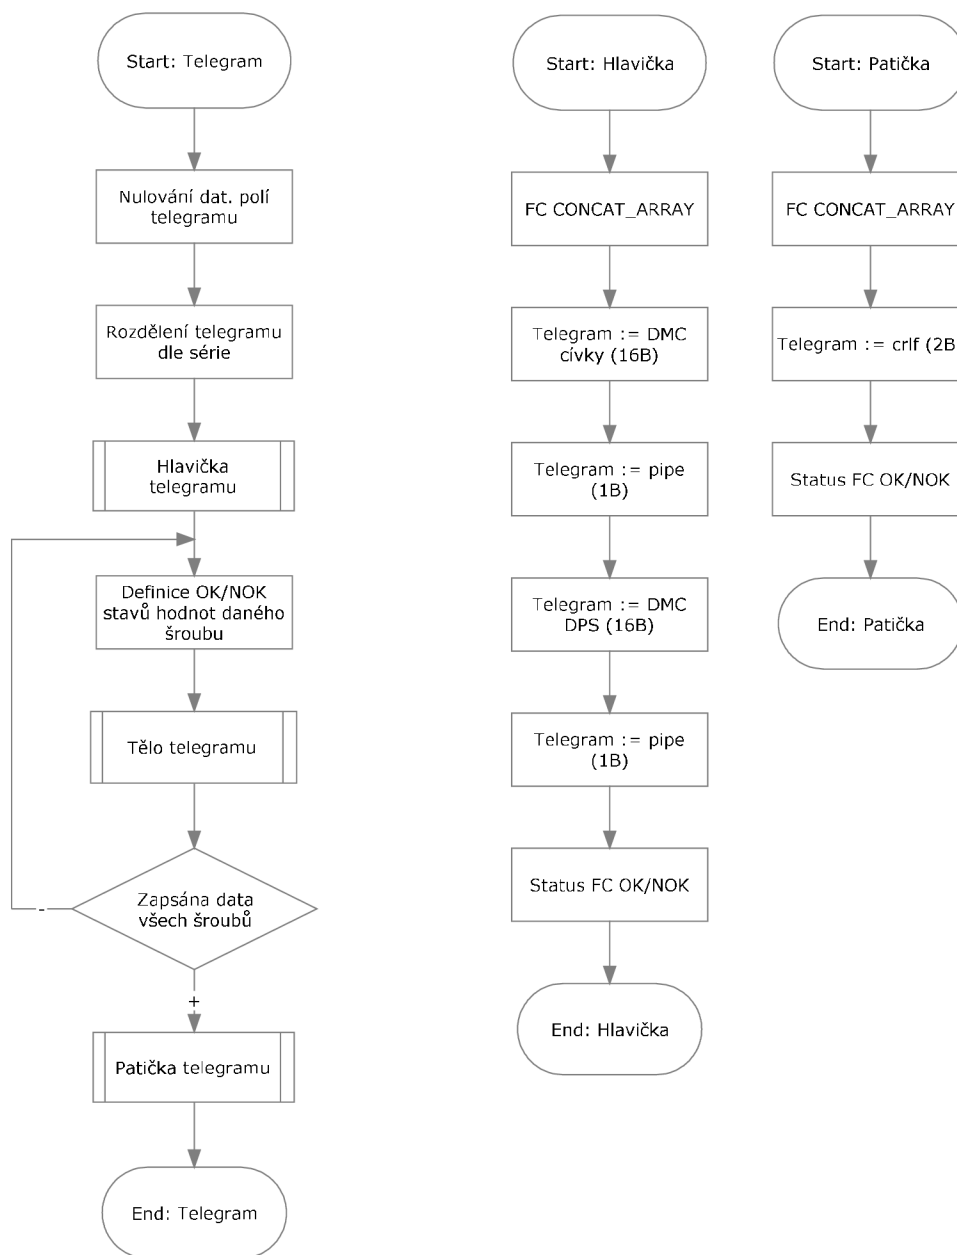 Start: Telegram
Nulování dat. polí
telegramu
Rozdělení telegramu
dle série
Hlavička
telegramu
Definice OK/NOK
stavů hodnot daného
šroubu
Tělo telegramu
Zapsána data
všech šroubů
-
+
Patička telegramu
End: Telegram
Start: Hlavička
FC CONCAT_ARRAY
Telegram := DMC
cívky (16B)
Telegram := pipe
(1B)
Telegram := DMC
DPS (16B)
Telegram := pipe
(1B)
Status FC OK/NOK
End: Hlavička
Start: Patička
FC CONCAT_ARRAY
Telegram := crlf (2B
Status FC OK/NOK
End: Patička